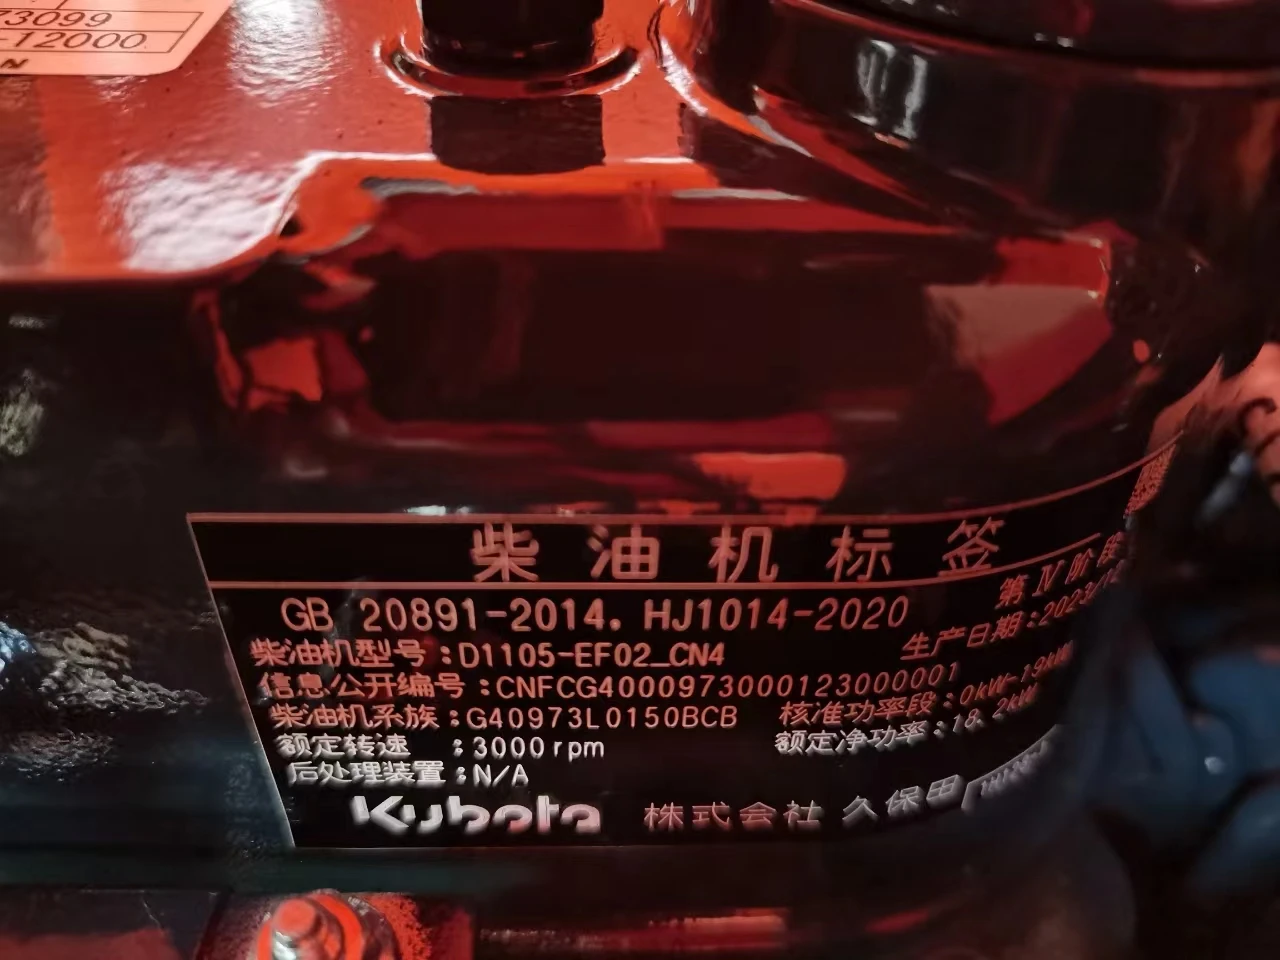 73099
-12000
N
柴油机标签
第Ⅳ阶段
GB 20891-2014, HJ1014-2020
生产日期:2023/
柴油机型号:D1105-EF02_CN4
信息公开编号:CNFCG4000973000123000001
柴油机系族:G40973L0150BCB 核准功率段:0kW-19kW
额定转速 :3000rpm 额定净功率:18.2kW
后处理装置:N/A
Kubota 株式会社 久保田